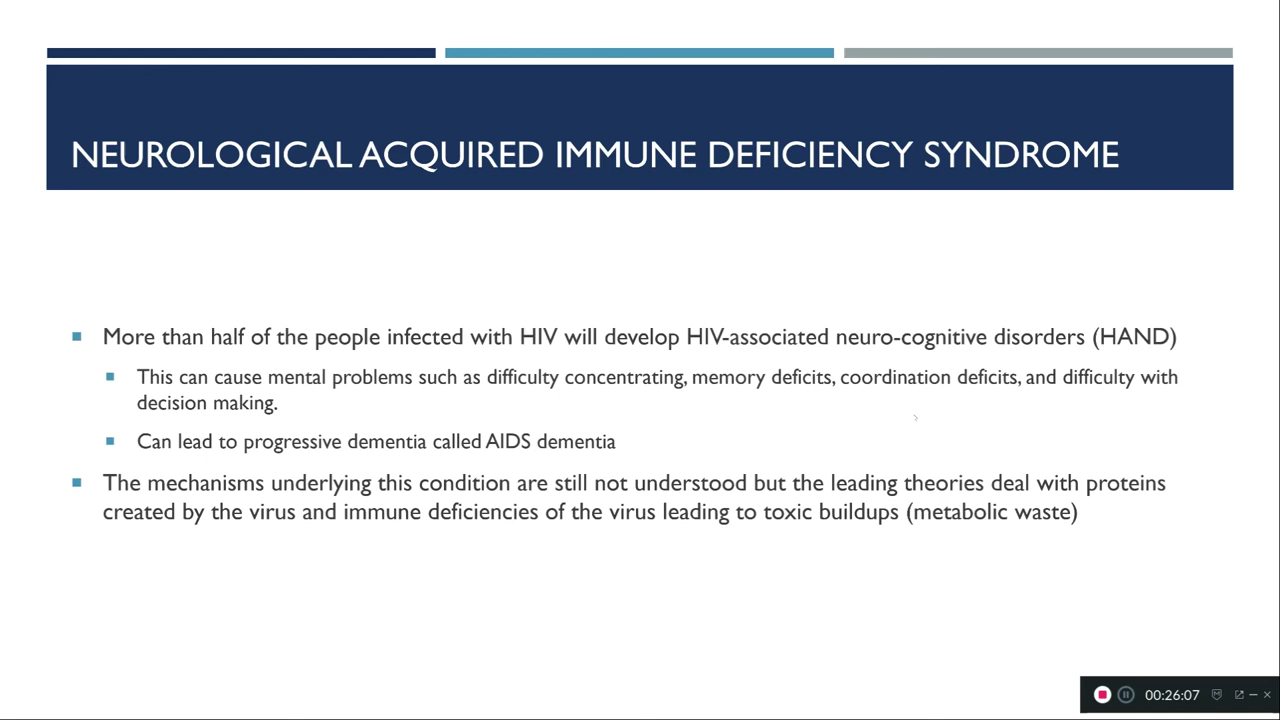 NEUROLOGICAL ACQUIRED IMMUNE DEFICIENCY SYNDROME
More than half of the people infected with HIV will develop HIV-associated neuro-cognitive disorders (HAND)
This can cause mental problems such as difficulty concentrating, memory deficits, coordination deficits, and difficulty with
decision making.
Can lead to progressive dementia called AIDS dementia
The mechanisms underlying this condition are still not understood but the leading theories deal with proteins
created by the virus and immune deficiencies of the virus leading to toxic buildups (metabolic waste)
00:26:07